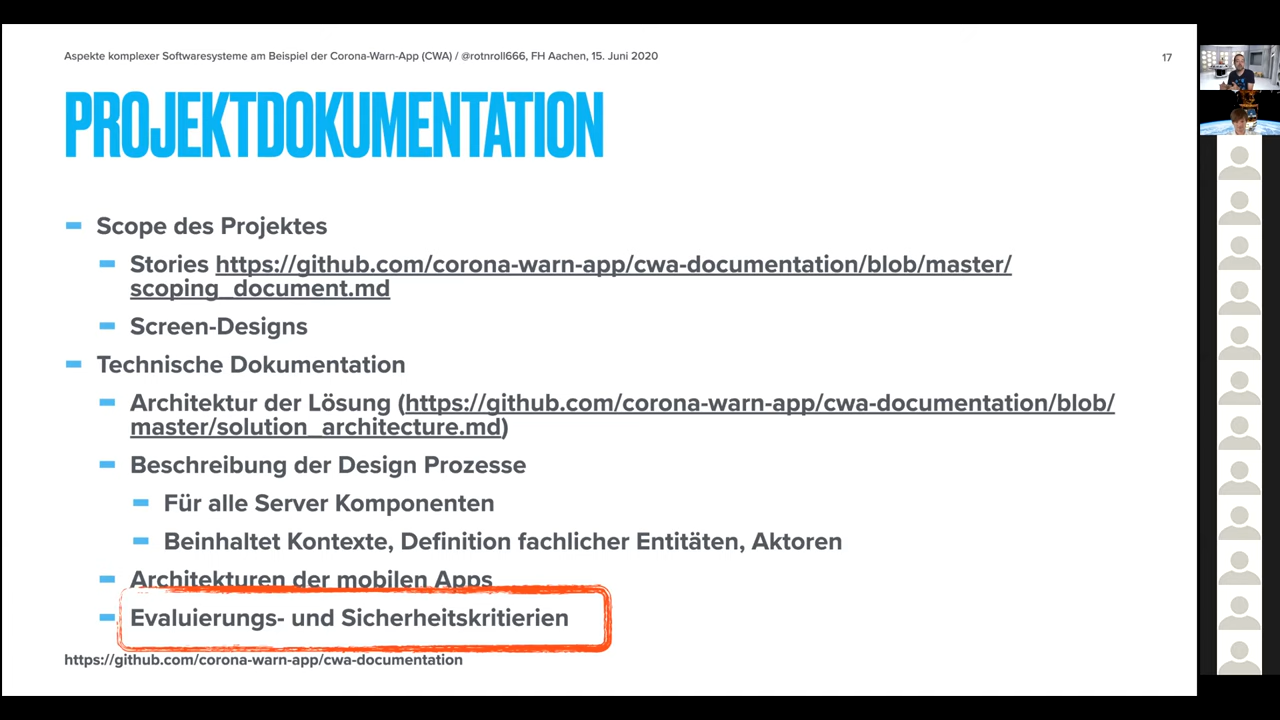 Aspekte komplexer Softwaresysteme am Beispiel der Corona-Warn-App (CWA) / @rotnroll666, FH Aachen, 15. Juni 2020
17
PROJEKTDOKUMENTATION
Scope des Projektes
Stories https://github.com/corona-warn-app/cwa-documentation/blob/master/
scoping_document.md
Screen-Designs
Technische Dokumentation
Architektur der Lösung (https://github.com/corona-warn-app/cwa-documentation/blob/
master/solution_architecture.md)
Beschreibung der Design Prozesse
Für alle Server Komponenten
Beinhaltet Kontexte, Definition fachlicher Entitäten, Aktoren
Architekturen der mobilen Apps
Evaluierungs- und Sicherheitskritierien
https://github.com/corona-warn-app/cwa-documentation